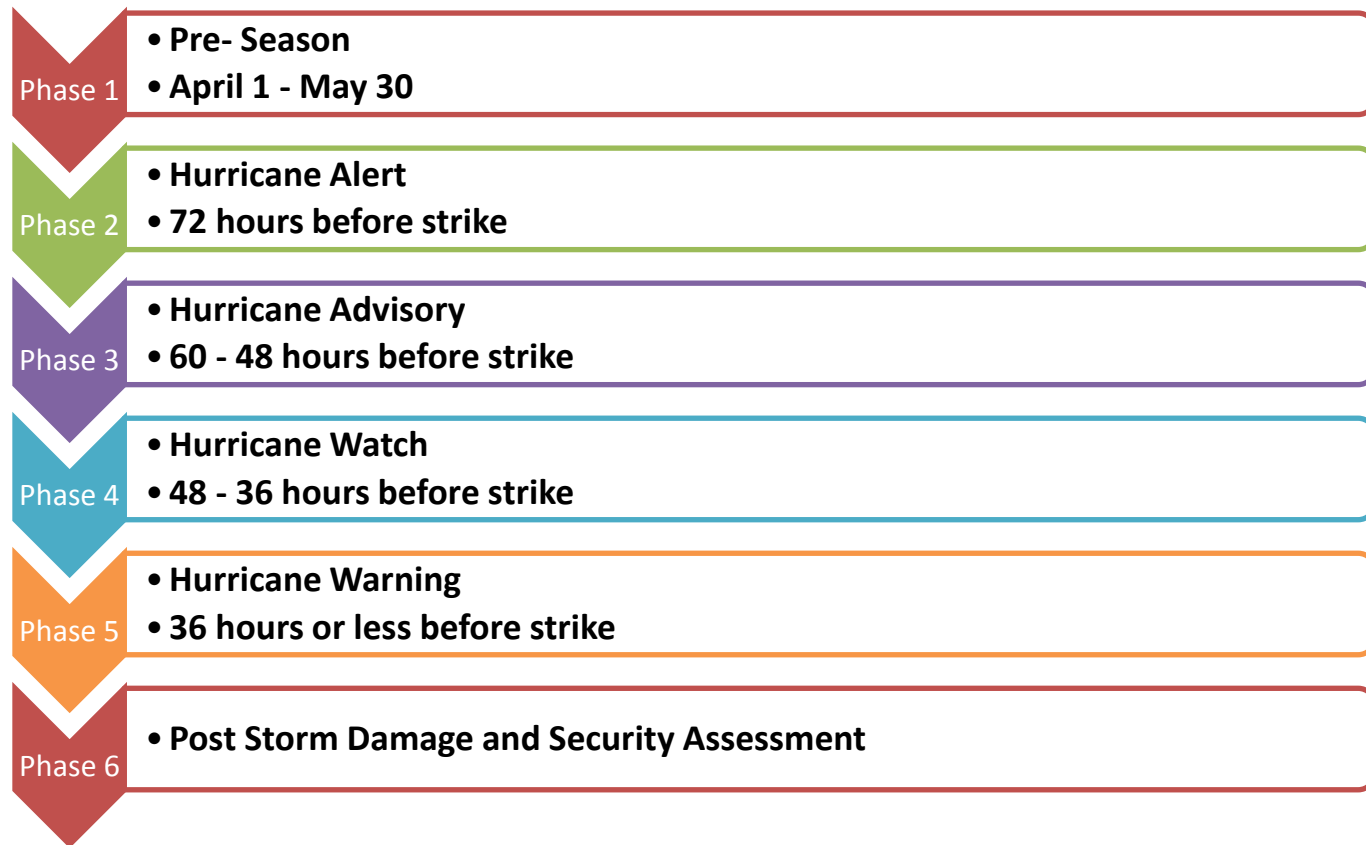 Phase 1
• Pre- Season
• April 1 - May 30
Phase 2
• Hurricane Alert
• 72 hours before strike
Phase 3
• Hurricane Advisory
• 60 - 48 hours before strike
Phase 4
• Hurricane Watch
• 48 - 36 hours before strike
Phase 5
• Hurricane Warning
• 36 hours or less before strike
Phase 6
• Post Storm Damage and Security Assessment